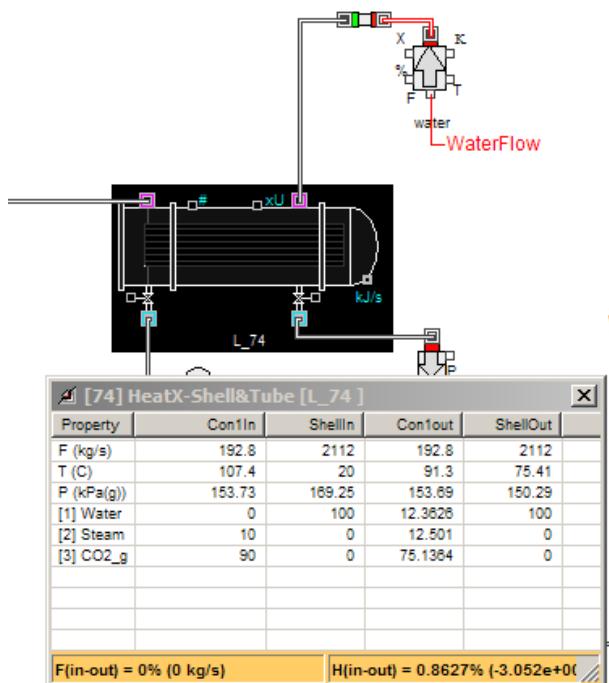 X K
%
F T
water
WaterFlow
# xU
kJ/s
L_74
P
[74] HeatX-Shell&Tube [L_74 ]
Property Con1In ShellIn Con1out ShellOut
F (kg/s) 192.8 2112 192.8 2112
T (C) 107.4 20 91.3 75.41
P (kPa(g)) 153.73 169.25 153.69 150.29
[1] Water 0 100 12.3626 100
[2] Steam 10 0 12.501 0
[3] CO2_g 90 0 75.1364 0
F(in-out) = 0% (0 kg/s) H(in-out) = 0.8627% (-3.052e+00